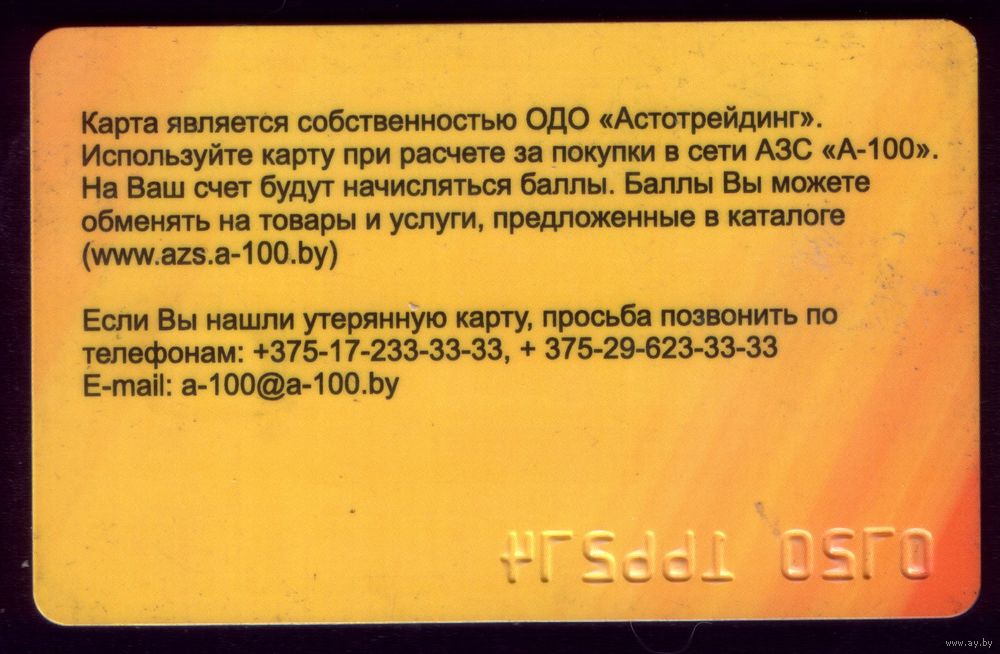 Карта является собственностью ОДО «Астотрейдинг».
Используйте карту при расчете за покупки в сети АЗС «А-100».
На Ваш счет будут начисляться баллы. Баллы Вы можете
обменять на товары и услуги, предложенные в каталоге
(www.azs.a-100.by)
Если Вы нашли утерянную карту, просьба позвонить по
телефонам: +375-17-233-33-33, + 375-29-623-33-33
E-mail: a-100@a-100.by
www.ay.by